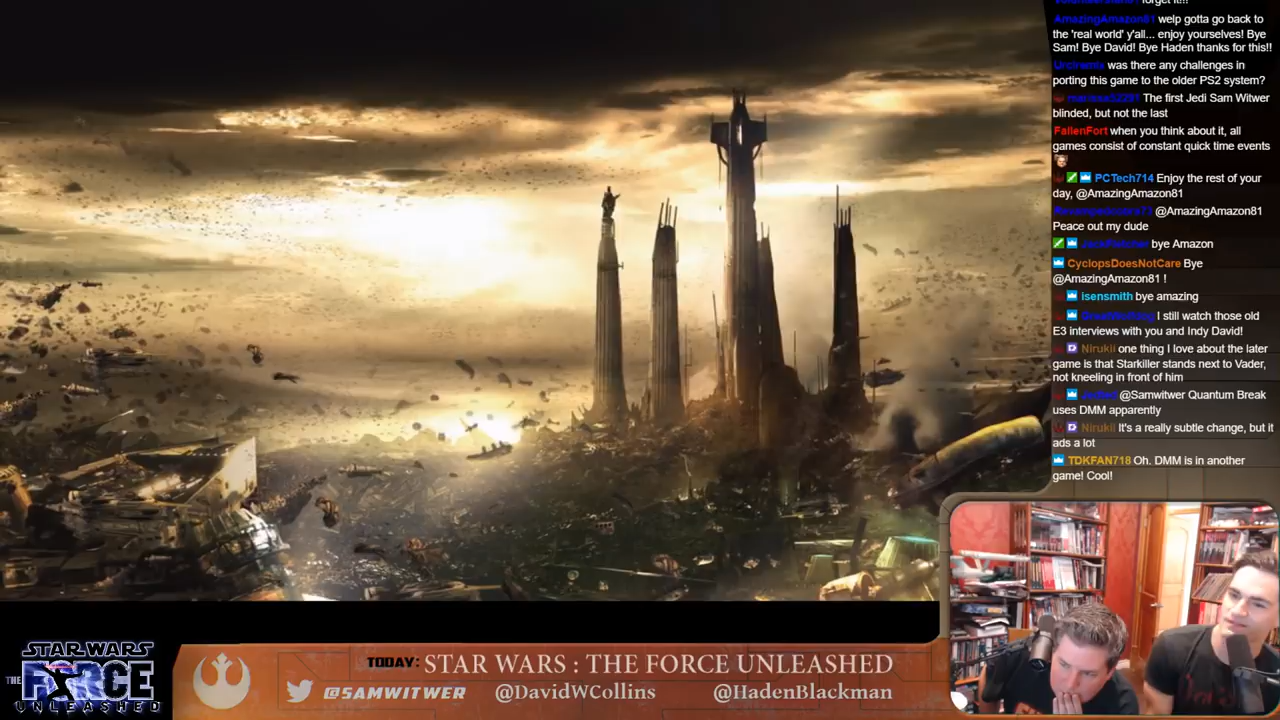 forget it!!!
AmazingAmazon81 welp gotta go back to
the 'real world' y'all... enjoy yourselves! Bye
Sam! Bye David! Bye Haden thanks for this!!
was there any challenges in
porting this game to the older PS2 system?
The first Jedi Sam Witwer
blinded, but not the last
FallenFort when you think about it, all
games consist of constant quick time events
PCTech714 Enjoy the rest of your
day, @AmazingAmazon81
@AmazingAmazon81
Peace out my dude
bye Amazon
CyclopsDoesNotCare Bye
@AmazingAmazon81 !
isensmith bye amazing
I still watch those old
E3 interviews with you and Indy David!
Nirukii one thing I love about the later
game is that Starkiller stands next to Vader,
not kneeling in front of him
@Samwitwer Quantum Break
uses DMM apparently
Nirukii It's a really subtle change, but it
ads a lot
TDKFAN718 Oh. DMM is in another
game! Cool!
STAR WARS
THE FORCE
UNLEASHED
TODAY: STAR WARS : THE FORCE UNLEASHED
@SAMWITWER @DavidWCollins @HadenBlackman